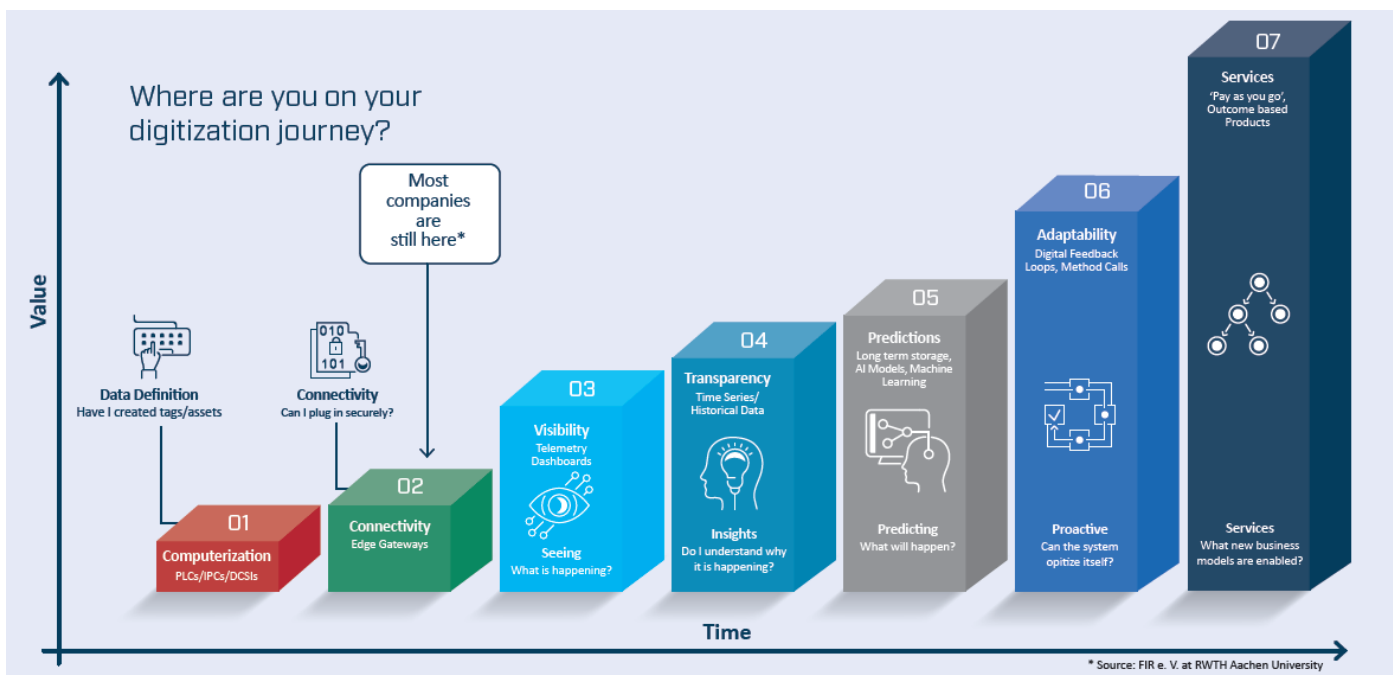 Where are you on your
digitization journey?
Most
companies
are
still here*
Value
010
101
Data Definition
Have I created tags/assets
Connectivity
Can I plug in securely?
01
Computerization
PLCs/IPCs/DCSIs
02
Connectivity
Edge Gateways
03
Visibility
Telemetry
Dashboards
Seeing
What is happening?
04
Transparency
Time Series/
Historical Data
Insights
Do I understand why
it is happening?
05
Predictions
Long term storage,
AI Models, Machine
Learning
Predicting
What will happen?
06
Adaptability
Digital Feedback
Loops, Method Calls
Proactive
Can the system
opitize itself?
07
Services
‘Pay as you go’,
Outcome based
Products
Services
What new business
models are enabled?
Time
* Source: FIR e. V. at RWTH Aachen University